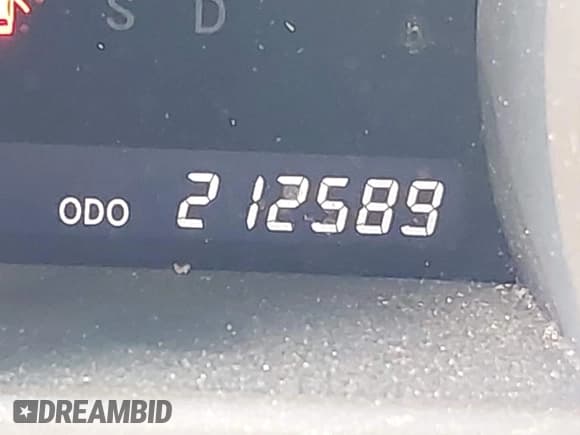 S D
ODO 212589
DREAMBID